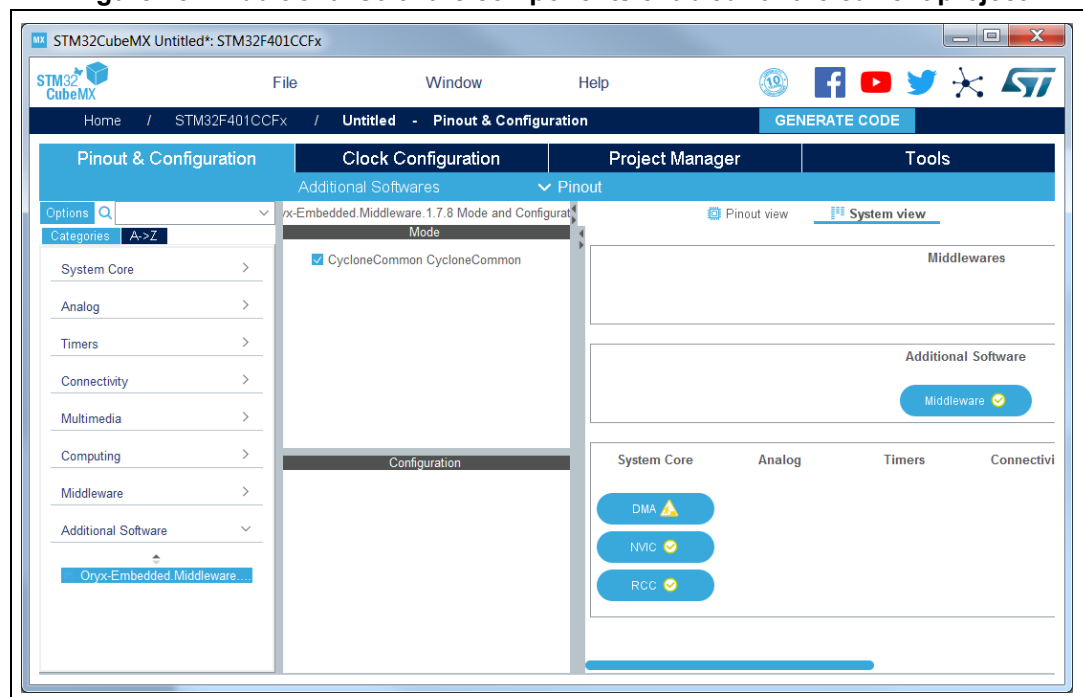 STM32CubeMX Untitled*: STM32F401CCFx
STM32
CubeMX
File Window Help
Home / STM32F401CCFx / Untitled - Pinout & Configuration GENERATE CODE
Pinout & Configuration Clock Configuration Project Manager Tools
Additional Softwares Pinout
Options
Categories A->Z
System Core
Analog
Timers
Connectivity
Multimedia
Computing
Middleware
Additional Software
Oryx-Embedded.Middleware....
yx-Embedded.Middleware.1.7.8 Mode and Configurat
Mode
CycloneCommon CycloneCommon
Configuration
Pinout view System view
Middlewares
Additional Software
Middleware
System Core Analog Timers Connectivi
DMA
NVIC
RCC